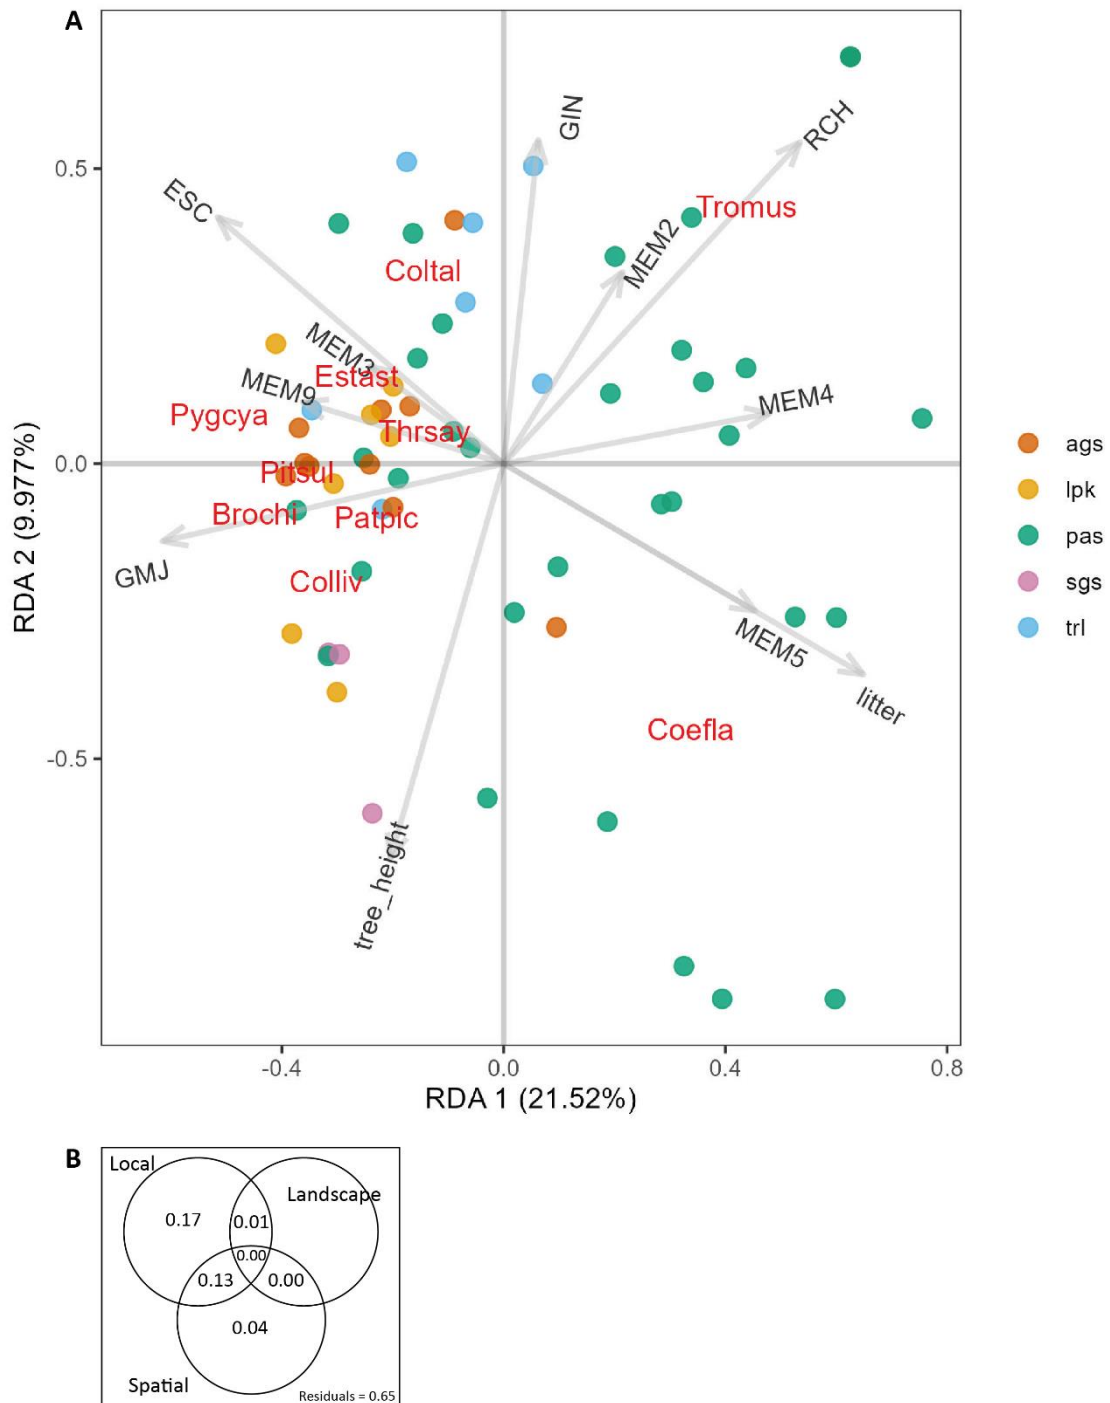 A
GIN
RCH
ESC
Tromus
MEM2
0.5
Coltal
MEM3
Estast
MEM9
MEM4
Pygcya
Thrsay
ags
0.0
Pitsul
lpk
Brochi
Patpic
pas
GMJ
Colliv
sgs
MEM5
trl
litter
Coefla
-0.5
tree_height
RDA 2 (9.977%)
-0.4
0.0
0.4
0.8
RDA 1 (21.52%)
B
Local
Landscape
0.17
0.01
0.00
0.13
0.00
0.04
Spatial
Residuals = 0.65